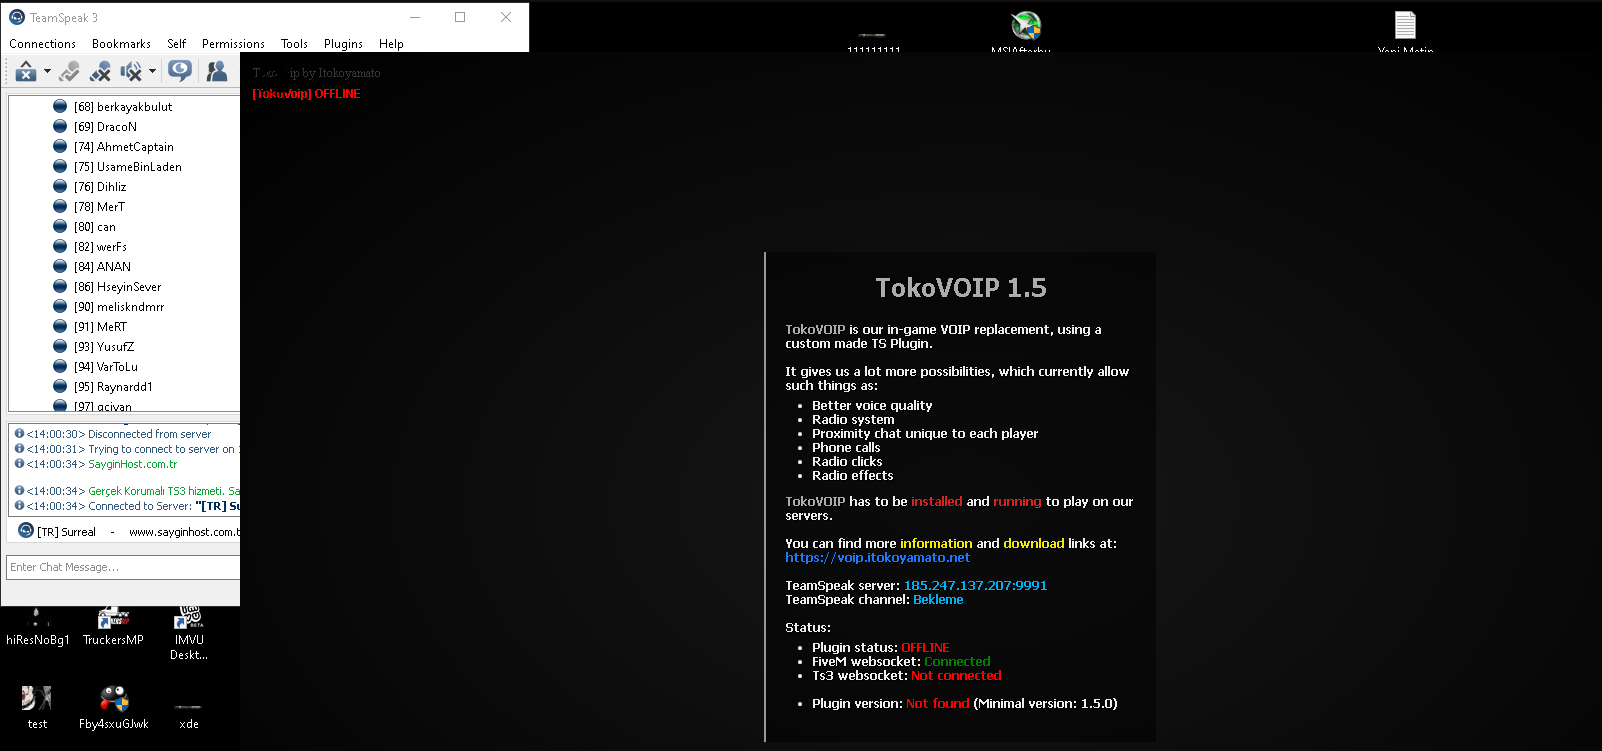 TeamSpeak 3
Connections Bookmarks Self Permissions Tools Plugins Help
[68] berkayakbulut
[69] DracoN
[74] AhmetCaptain
[75] UsameBinLaden
[76] Dihliz
[78] MerT
[80] can
[82] werFs
[84] ANAN
[86] HseyinSever
[90] meliskndmrr
[91] MeRT
[93] YusufZ
[94] VarToLu
[95] Raynardd1
[97] qcivan
<14:00:30> Disconnected from server
<14:00:31> Trying to connect to server on
<14:00:34> SayginHost.com.tr
<14:00:34> Gerçek Korumalı TS3 hizmeti. Sa
<14:00:34> Connected to Server: "[TR] Su
[TR] Surreal - www.sayginhost.com.t
Enter Chat Message...
hiResNoBg1 TruckersMP IMVU
Deskt...
test Fby4sxuGJwk xde
111111111 MSIAfterbu Yeni Metin
ip by Itokoyamato
[TokoVoip] OFFLINE
TokoVOIP 1.5
TokoVOIP is our in-game VOIP replacement, using a
custom made TS Plugin.
It gives us a lot more possibilities, which currently allow
such things as:
• Better voice quality
• Radio system
• Proximity chat unique to each player
• Phone calls
• Radio clicks
• Radio effects
TokoVOIP has to be installed and running to play on our
servers.
You can find more information and download links at:
https://voip.itokoyamato.net
TeamSpeak server: 185.247.137.207:9991
TeamSpeak channel: Bekleme
Status:
• Plugin status: OFFLINE
• FiveM websocket: Connected
• Ts3 websocket: Not connected
• Plugin version: Not found (Minimal version: 1.5.0)